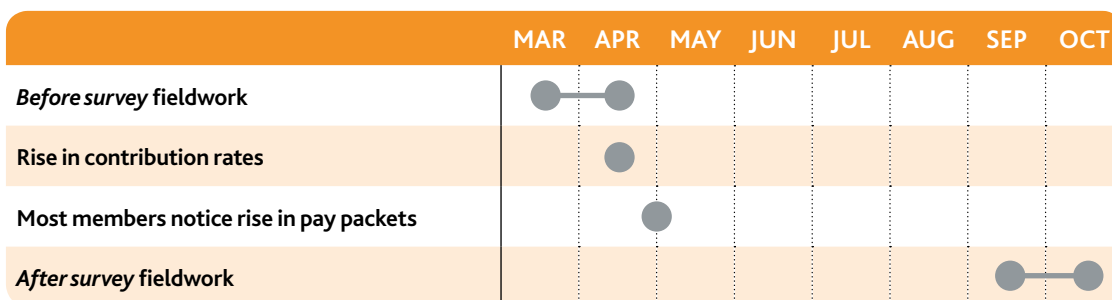 MAR APR MAY JUN JUL AUG SEP OCT
Before survey fieldwork
Rise in contribution rates
Most members notice rise in pay packets
After survey fieldwork